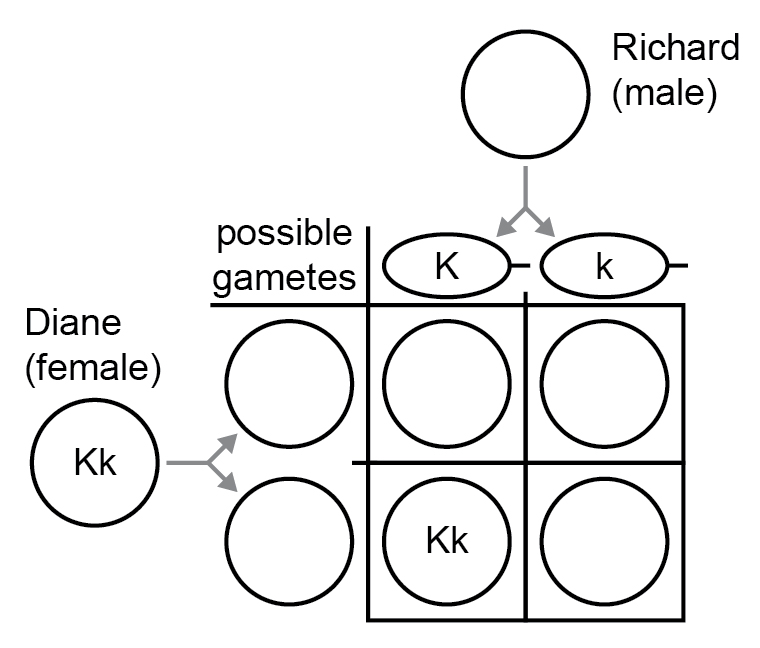 Richard
(male)
possible
gametes
K
k
Diane
(female)
Kk
Kk